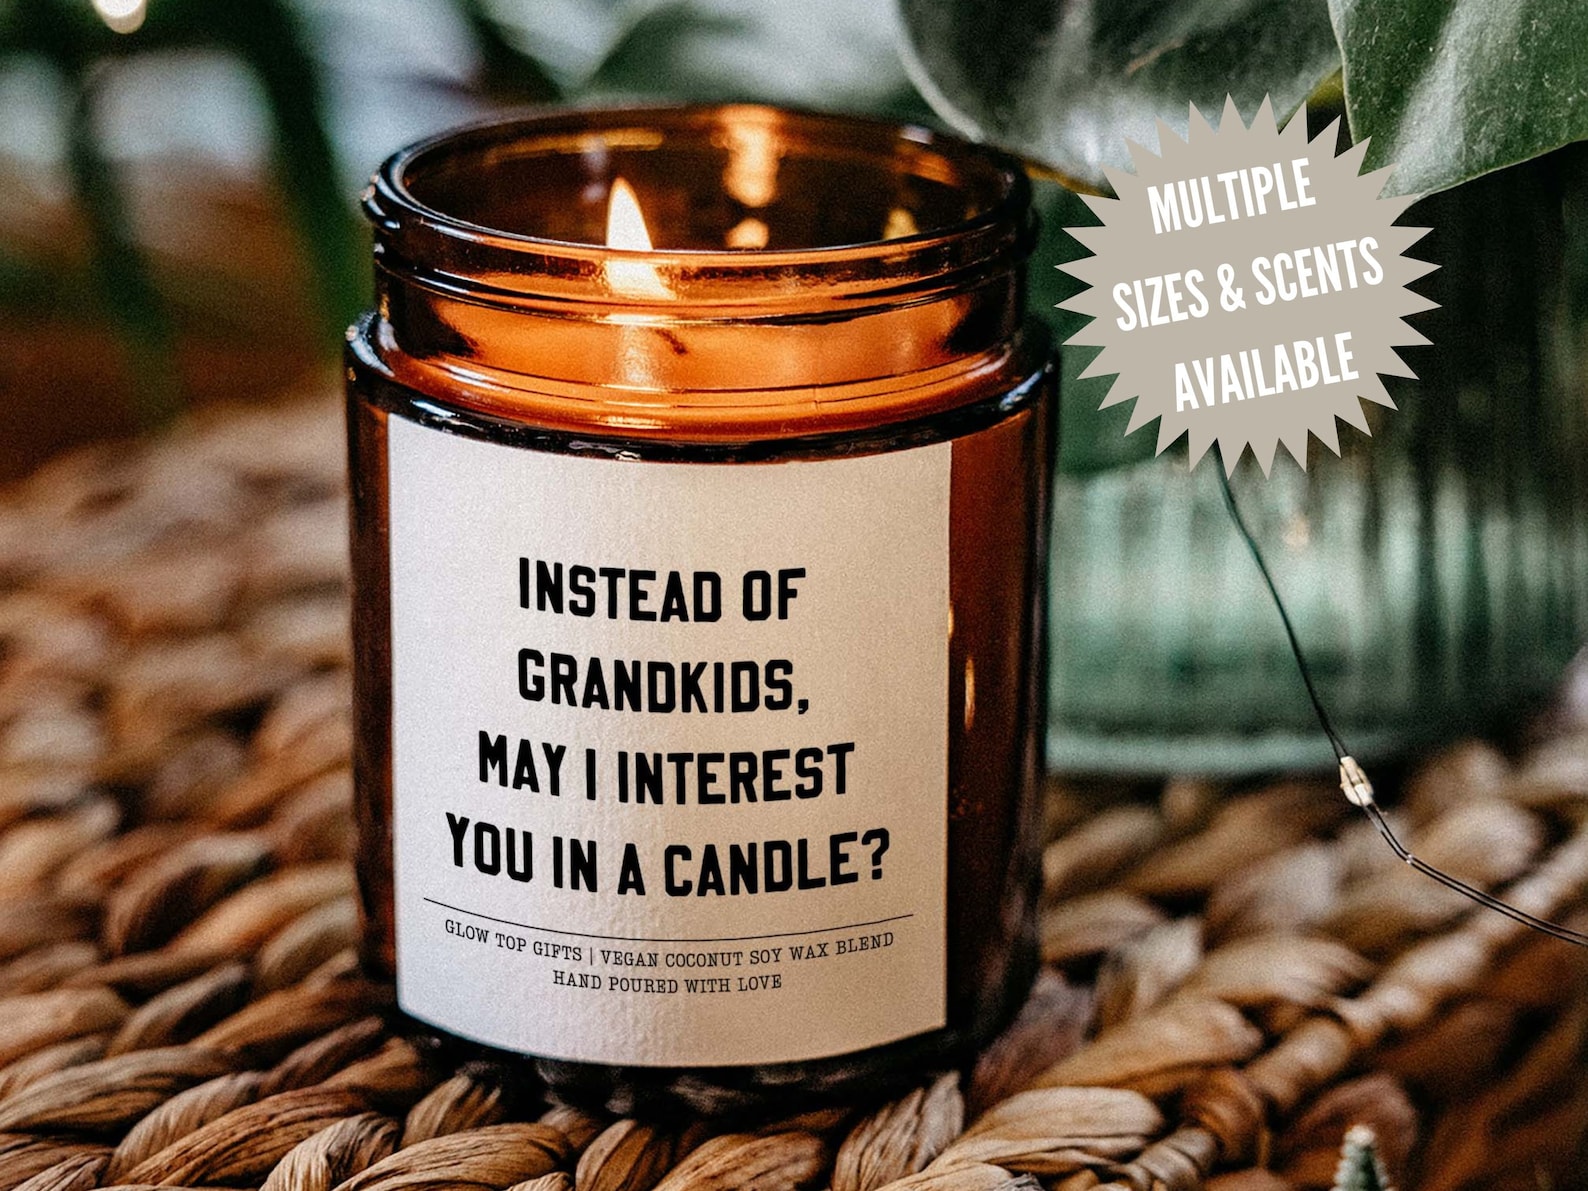 MULTIPLE
SIZES & SCENTS
AVAILABLE
INSTEAD OF
GRANDKIDS,
MAY I INTEREST
YOU IN A CANDLE?
GLOW TOP GIFTS | VEGAN COCONUT SOY WAX BLEND
HAND POURED WITH LOVE